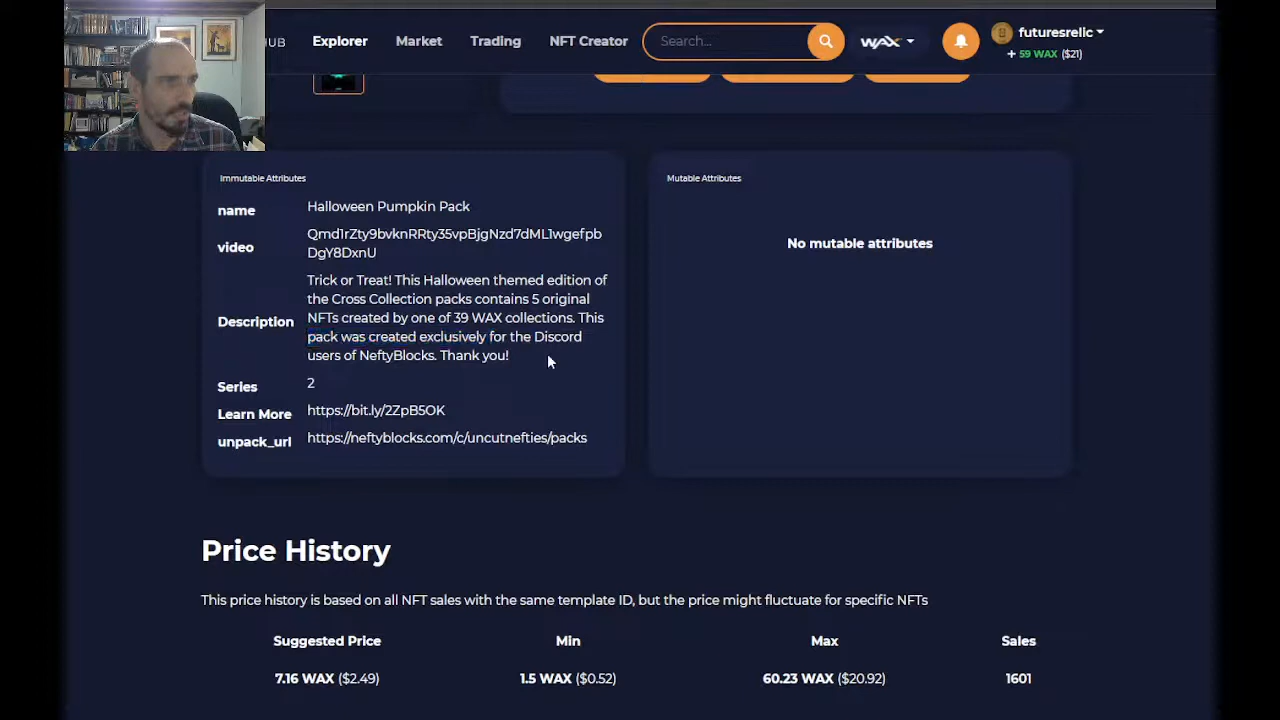 HUB
Explorer
Market
Trading
NFT Creator
Search...
WAX
futuresrelic
+ 59 WAX ($21)
Immutable Attributes
name
Halloween Pumpkin Pack
video
Qmd1rZty9bvknRRty35vpBjgNzd7dML1wgefpb
DgY8DxnU
Description
Trick or Treat! This Halloween themed edition of
the Cross Collection packs contains 5 original
NFTs created by one of 39 WAX collections. This
pack was created exclusively for the Discord
users of NeftyBlocks. Thank you!
Series
2
Learn More
https://bit.ly/2ZpB5OK
unpack_url
https://neftyblocks.com/c/uncutnefties/packs
Mutable Attributes
No mutable attributes
Price History
This price history is based on all NFT sales with the same template ID, but the price might fluctuate for specific NFTs
Suggested Price
Min
Max
Sales
7.16 WAX ($2.49)
1.5 WAX ($0.52)
60.23 WAX ($20.92)
1601